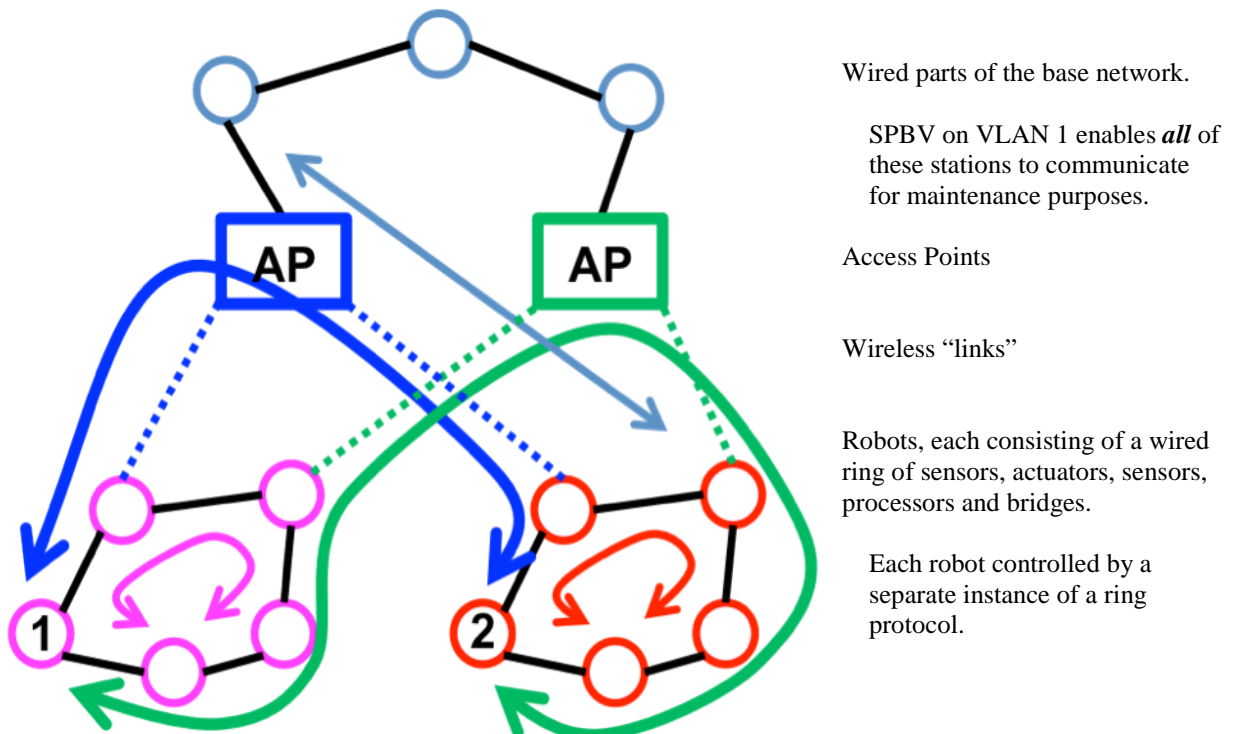 Wired parts of the base network.
SPBV on VLAN 1 enables all of
these stations to communicate
for maintenance purposes.
AP
AP
Access Points
Wireless “links”
Robots, each consisting of a wired
ring of sensors, actuators, sensors,
processors and bridges.
Each robot controlled by a
separate instance of a ring
protocol.
1
2